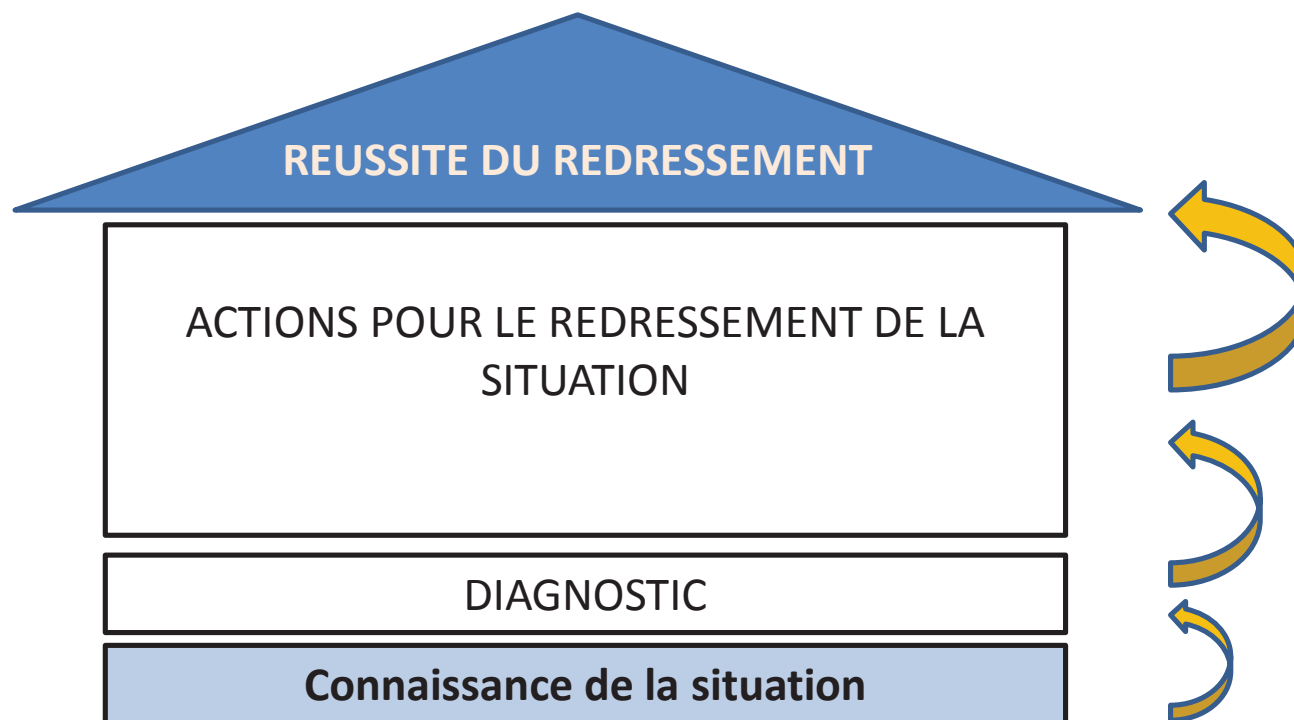 REUSSITE DU REDRESSEMENT
ACTIONS POUR LE REDRESSEMENT DE LA
SITUATION
DIAGNOSTIC
Connaissance de la situation